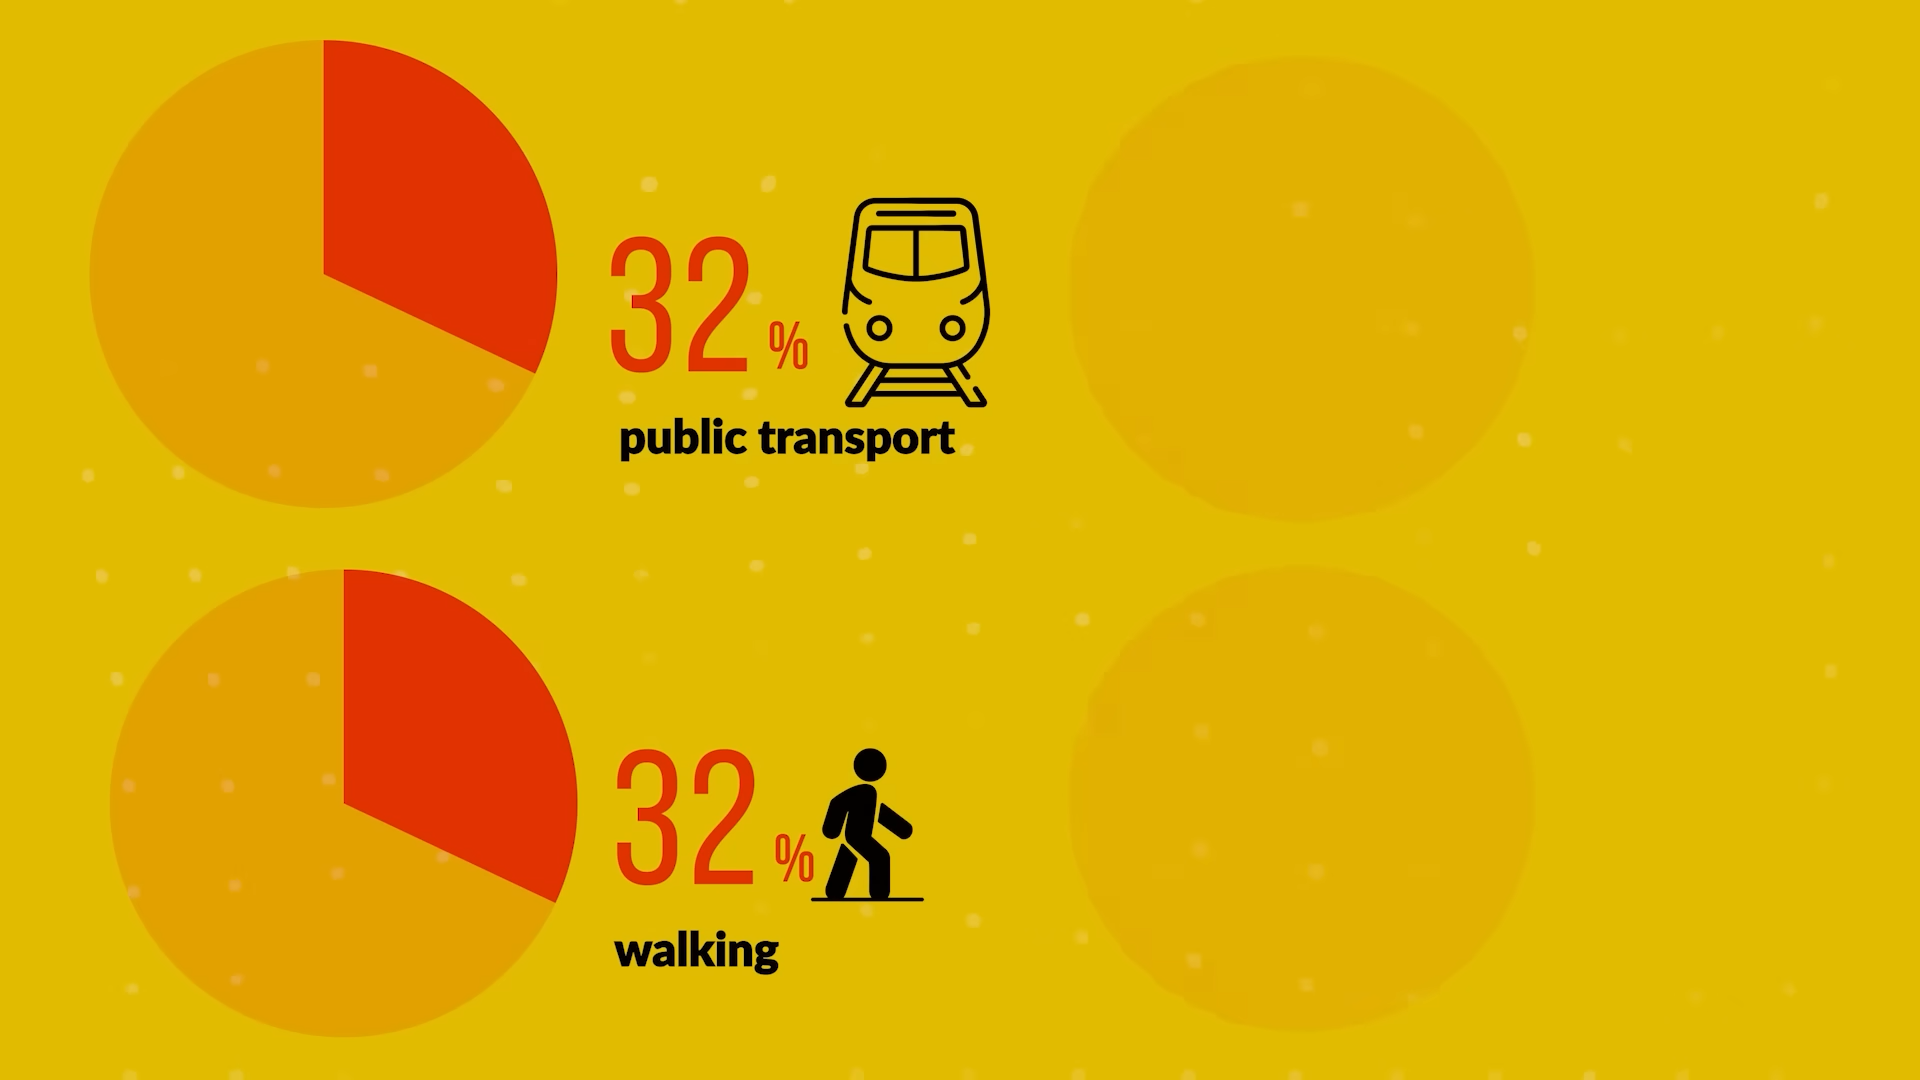 32 %
public transport
32 %
walking